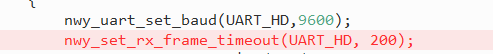 {
nwy_uart_set_baud(UART_HD,9600);
nwy_set_rx_frame_timeout(UART_HD, 200);